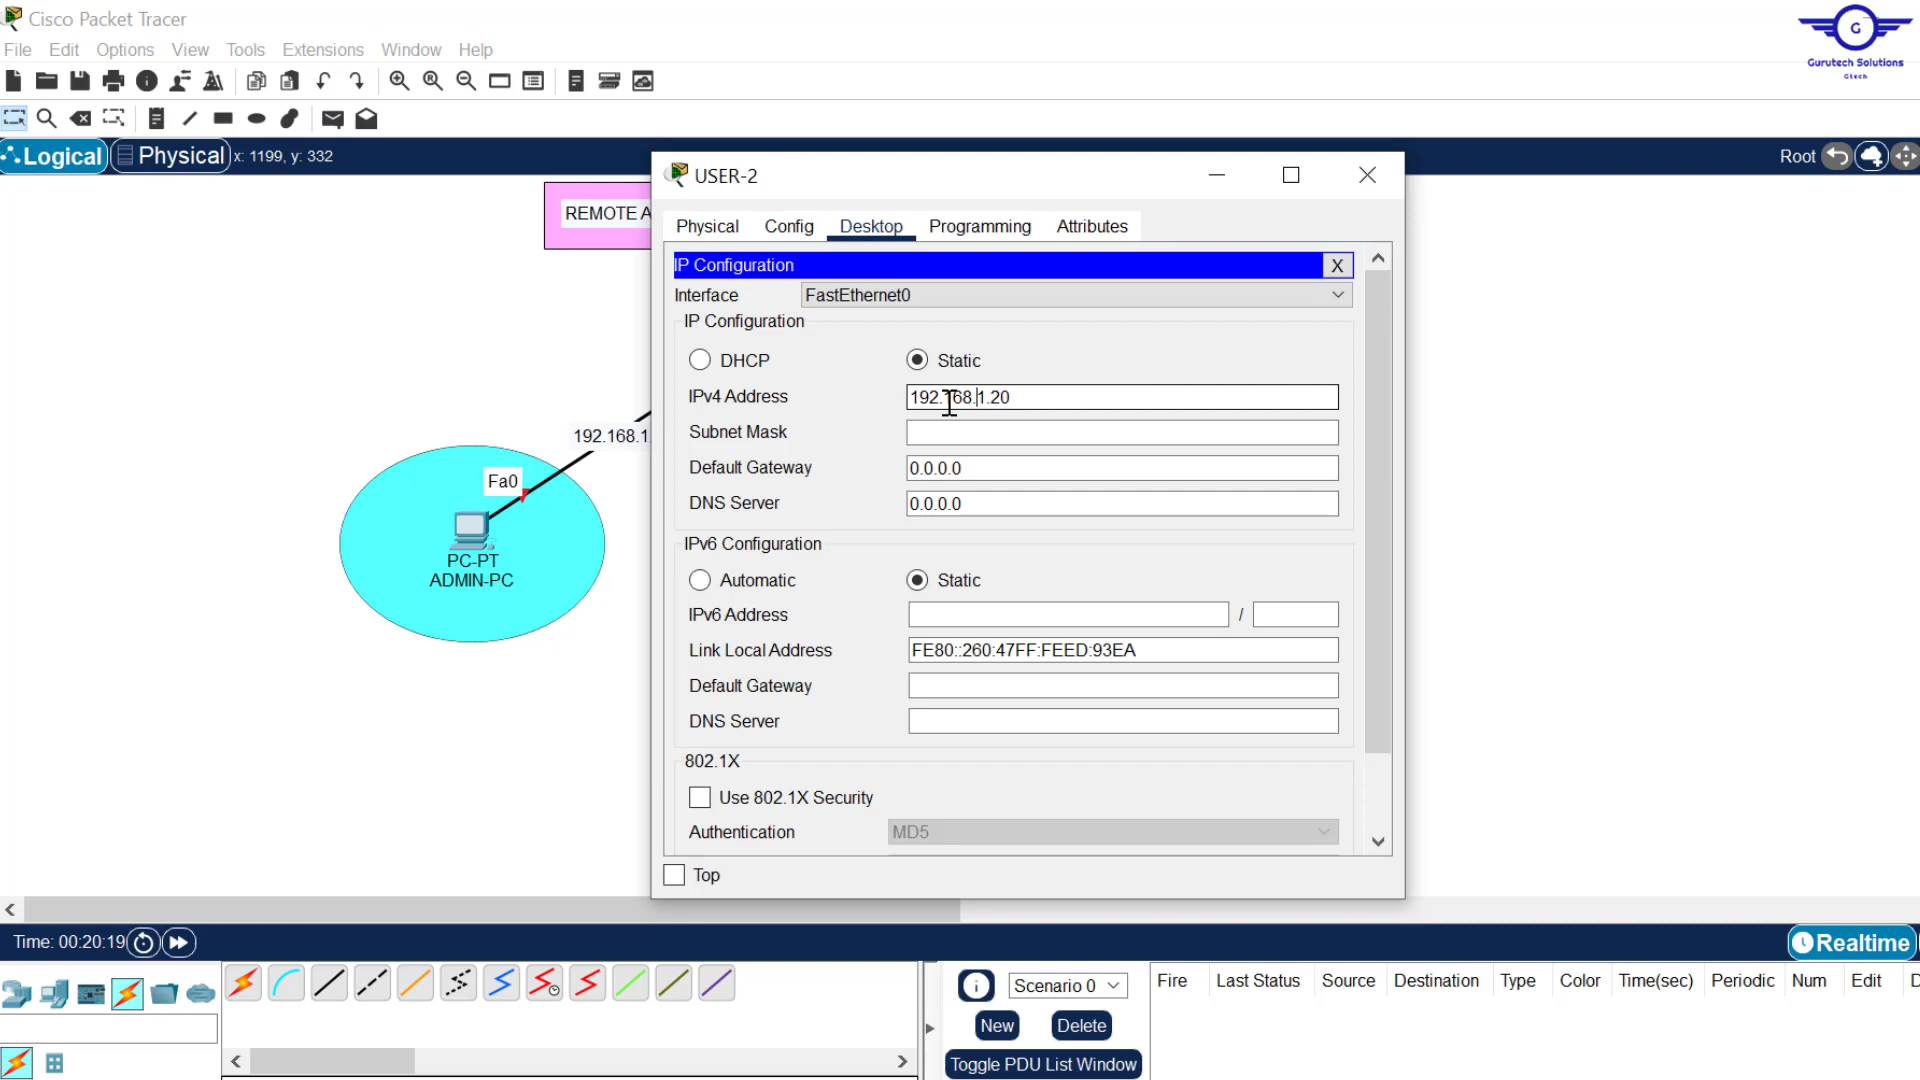 Cisco Packet Tracer
File Edit Options View Tools Extensions Window Help
G
Gurutech Solutions
Gtech
Logical Physical x: 1199, y: 332
Root
REMOTE A
192.168.1
Fa0
PC-PT
ADMIN-PC
USER-2
Physical Config Desktop Programming Attributes
IP Configuration X
Interface FastEthernet0
IP Configuration
DHCP Static
IPv4 Address 192.168.1.20
Subnet Mask
Default Gateway 0.0.0.0
DNS Server 0.0.0.0
IPv6 Configuration
Automatic Static
IPv6 Address /
Link Local Address FE80::260:47FF:FEED:93EA
Default Gateway
DNS Server
802.1X
Use 802.1X Security
Authentication MD5
Top
Time: 00:20:19
Realtime
Scenario 0
New Delete
Toggle PDU List Window
Fire Last Status Source Destination Type Color Time(sec) Periodic Num Edit D